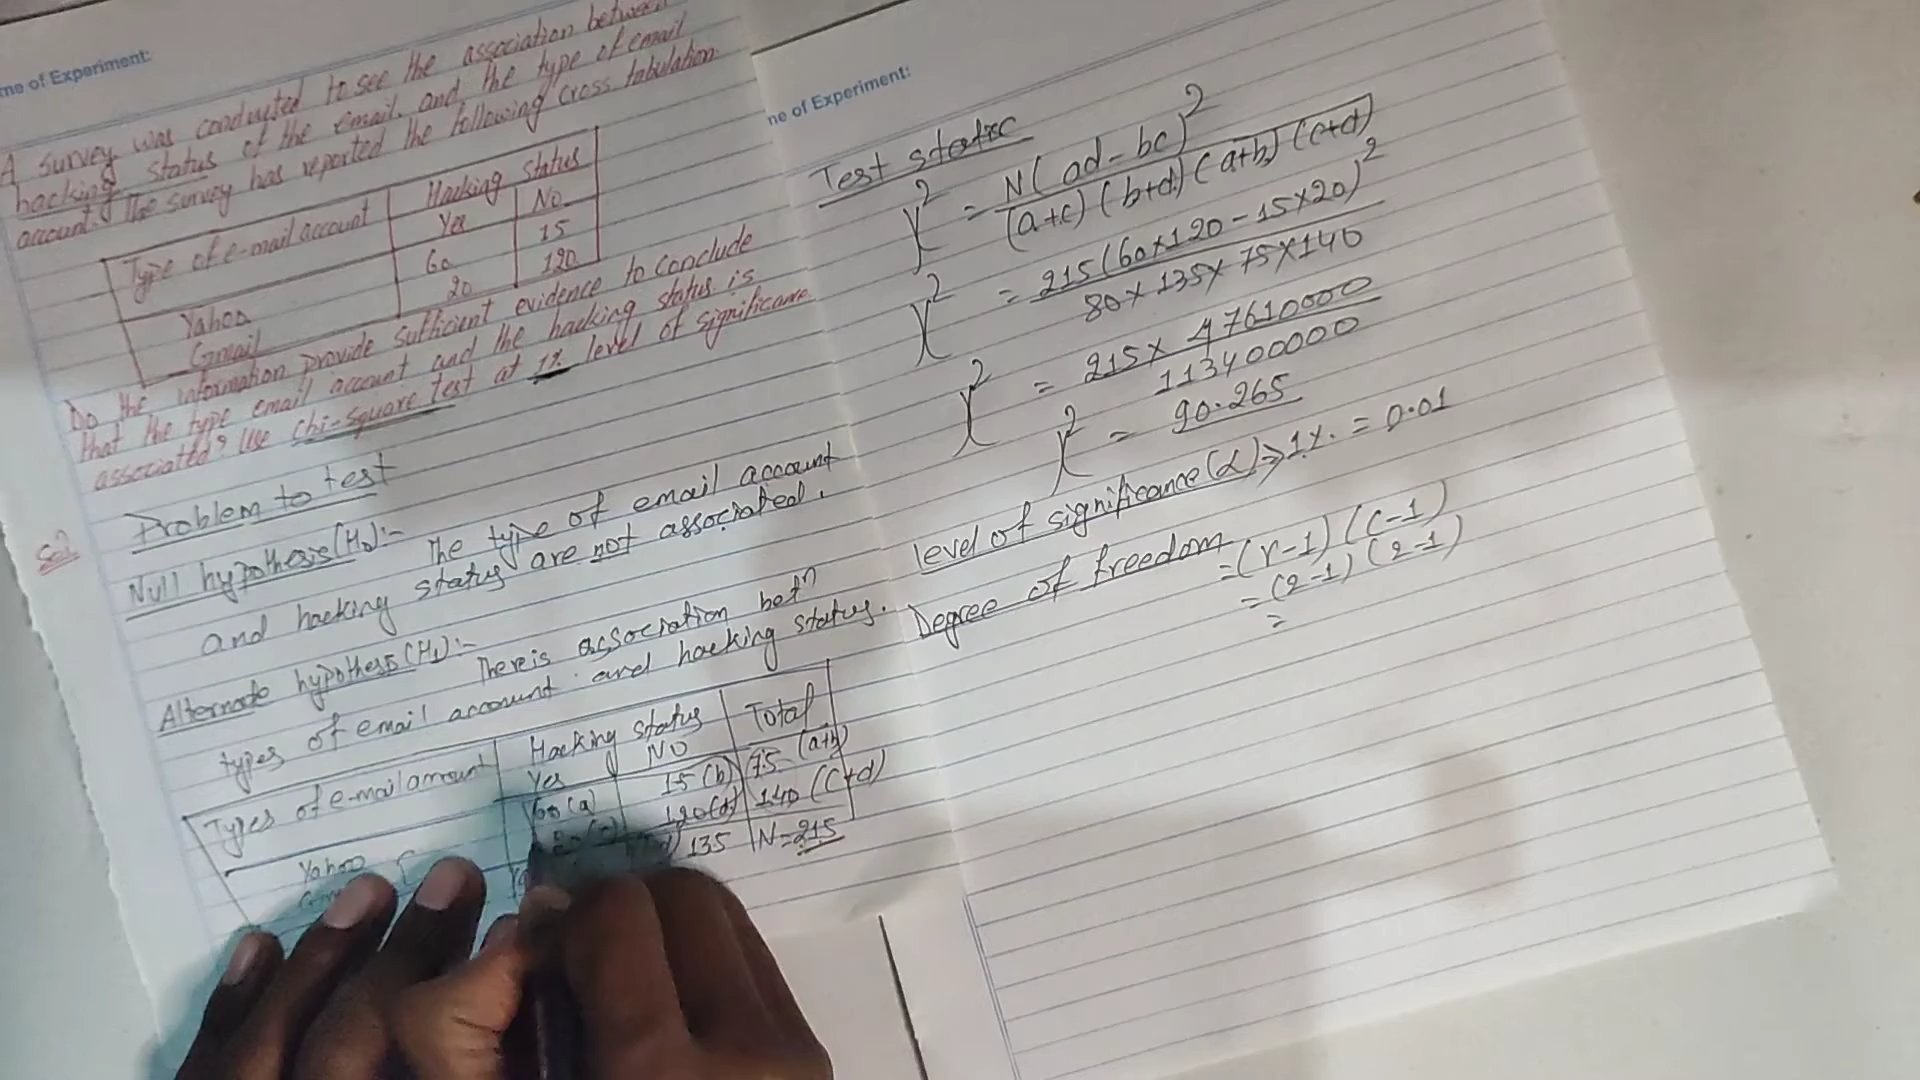 me of Experiment:
A survey was conducted to see the association between
hacking status of the email. and the type of email
account. The survey has reported the following cross tabulation.
Type of e-mail account Hacking Status
Yes No.
Yahoo 60 15
Gmail 20 120
Do the information provide sufficient evidence to conclude
that the type email account and the hacking status is
associated? Use chi-square test at 1% level of significance
Problem to test
Null hypothesis(H0):- The type of email account
and hacking status are not associated.
Alternate hypothesis(H1):- There is association betn
types of email account and hacking status.
Types of e-mail amount Hacking status Total
Yes NO
Yahoo 60(a) 15(b) 75-(a+b)
120(d) 140 (c+d)
135 N=215
ne of Experiment:
Test static
χ² = N(ad-bc)²
(a+c)(b+d)(a+b)(c+d)
χ² = 215(60×120-15×20)²
80×135×75×140
χ² = 215× 47610000
113400000
χ² = 90.265
level of significance(α)⇒1%. = 0.01
Degree of freedom =(r-1)(c-1)
=(2-1)(2-1)
=